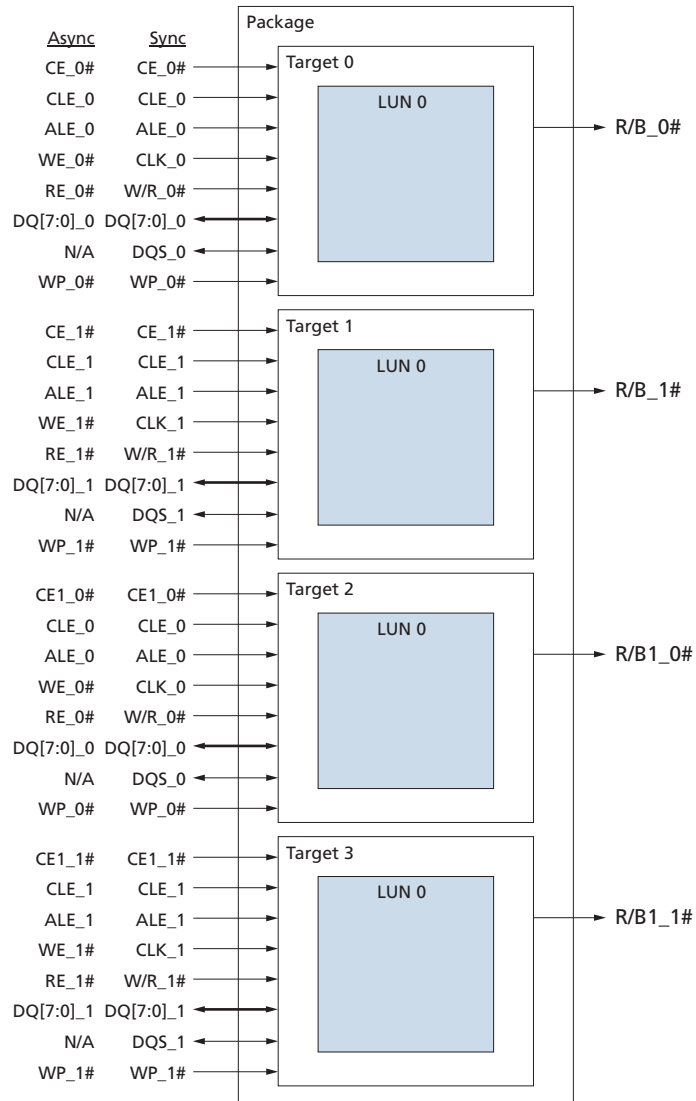 Package
Async Sync
Target 0
CE_0# CE_0#
LUN 0
CLE_0 CLE_0
ALE_0 ALE_0
R/B_0#
WE_0# CLK_0
RE_0# W/R_0#
DQ[7:0]_0 DQ[7:0]_0
N/A DQS_0
WP_0# WP_0#
Target 1
CE_1# CE_1#
LUN 0
CLE_1 CLE_1
ALE_1 ALE_1
R/B_1#
WE_1# CLK_1
RE_1# W/R_1#
DQ[7:0]_1 DQ[7:0]_1
N/A DQS_1
WP_1# WP_1#
Target 2
CE1_0# CE1_0#
LUN 0
CLE_0 CLE_0
ALE_0 ALE_0
R/B1_0#
WE_0# CLK_0
RE_0# W/R_0#
DQ[7:0]_0 DQ[7:0]_0
N/A DQS_0
WP_0# WP_0#
Target 3
CE1_1# CE1_1#
LUN 0
CLE_1 CLE_1
ALE_1 ALE_1
R/B1_1#
WE_1# CLK_1
RE_1# W/R_1#
DQ[7:0]_1 DQ[7:0]_1
N/A DQS_1
WP_1# WP_1#